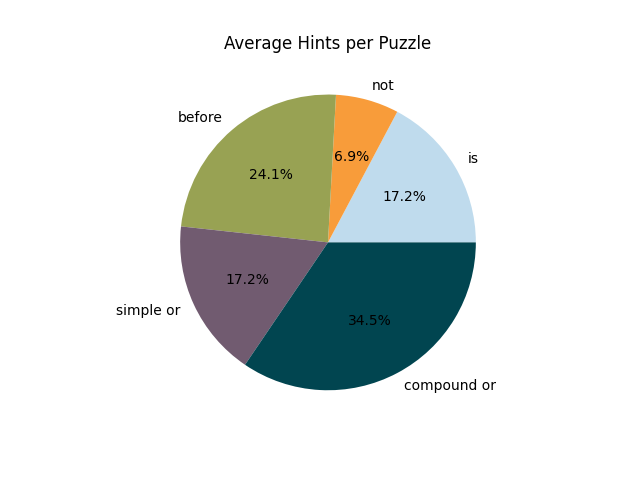 Average Hints per Puzzle
not
before
is
6.9%
24.1%
17.2%
17.2%
simple or
34.5%
compound or